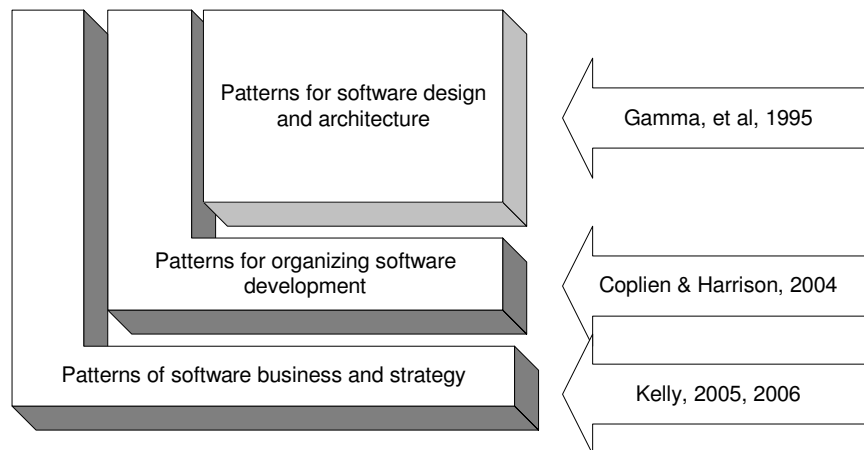 Patterns for software design
and architecture
Gamma, et al, 1995
Patterns for organizing software
development
Coplien & Harrison, 2004
Patterns of software business and strategy
Kelly, 2005, 2006